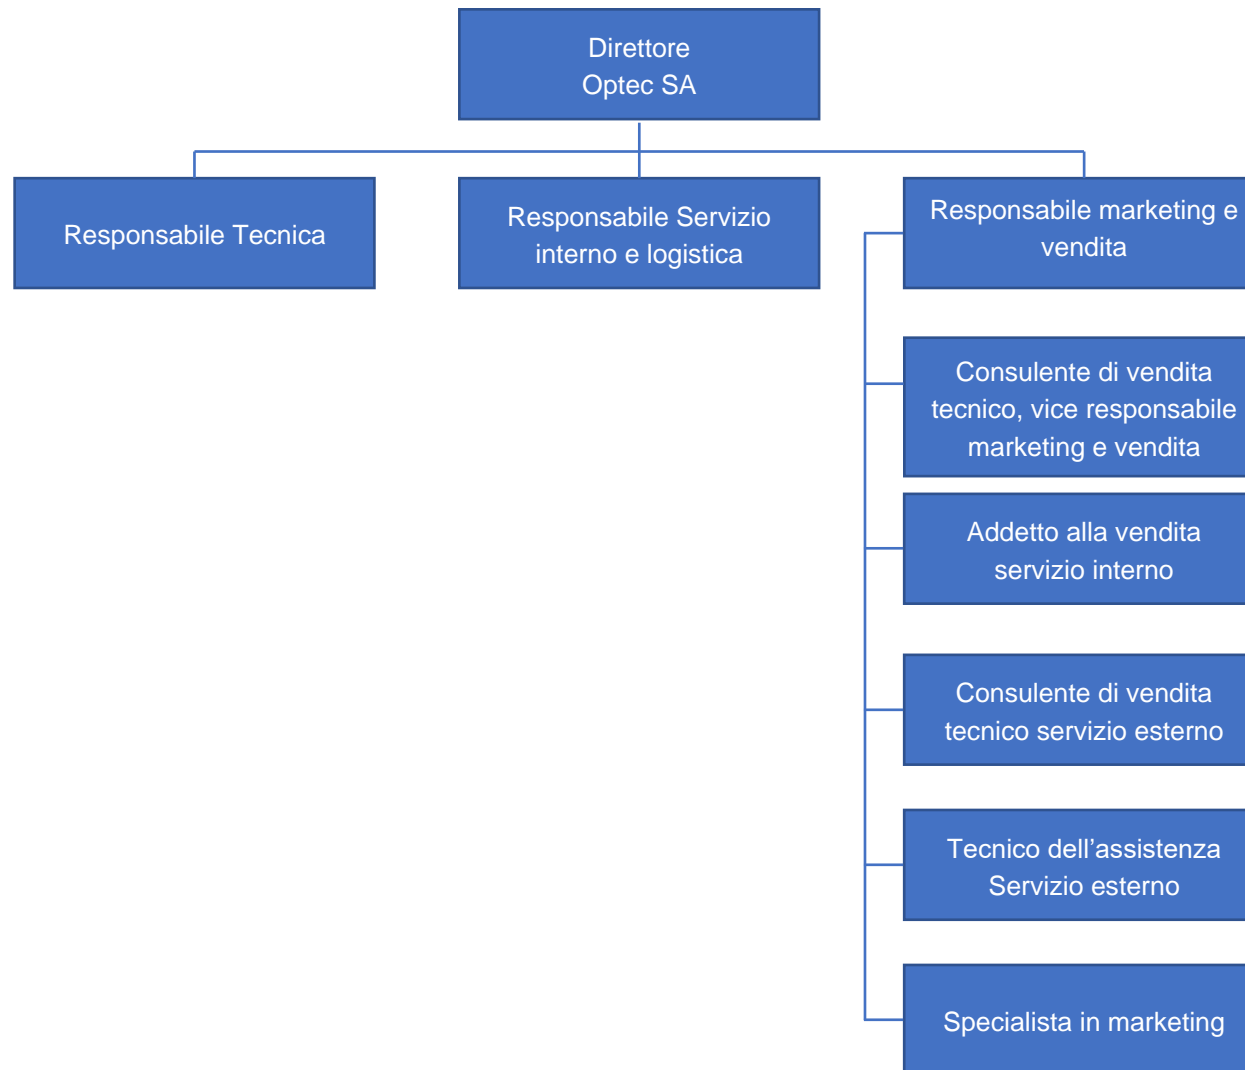 Direttore
Optec SA
Responsabile Tecnica
Responsabile Servizio
interno e logistica
Responsabile marketing e
vendita
Consulente di vendita
tecnico, vice responsabile
marketing e vendita
Addetto alla vendita
servizio interno
Consulente di vendita
tecnico servizio esterno
Tecnico dell’assistenza
Servizio esterno
Specialista in marketing